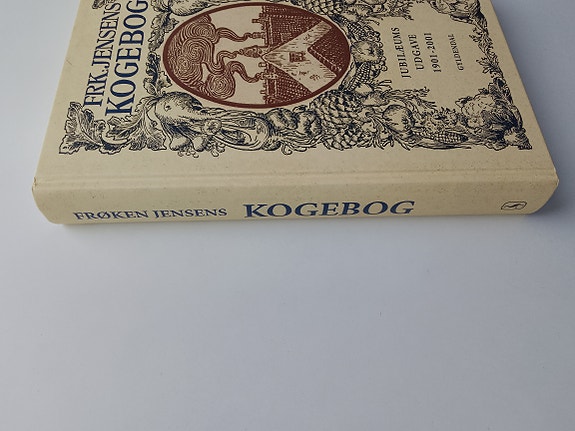 FRK. JENSENS
KOGEBOG
JUBILÆUMS
UDGAVE
1901-2001
GYLDENDAL
FRØKEN JENSENS KOGEBOG